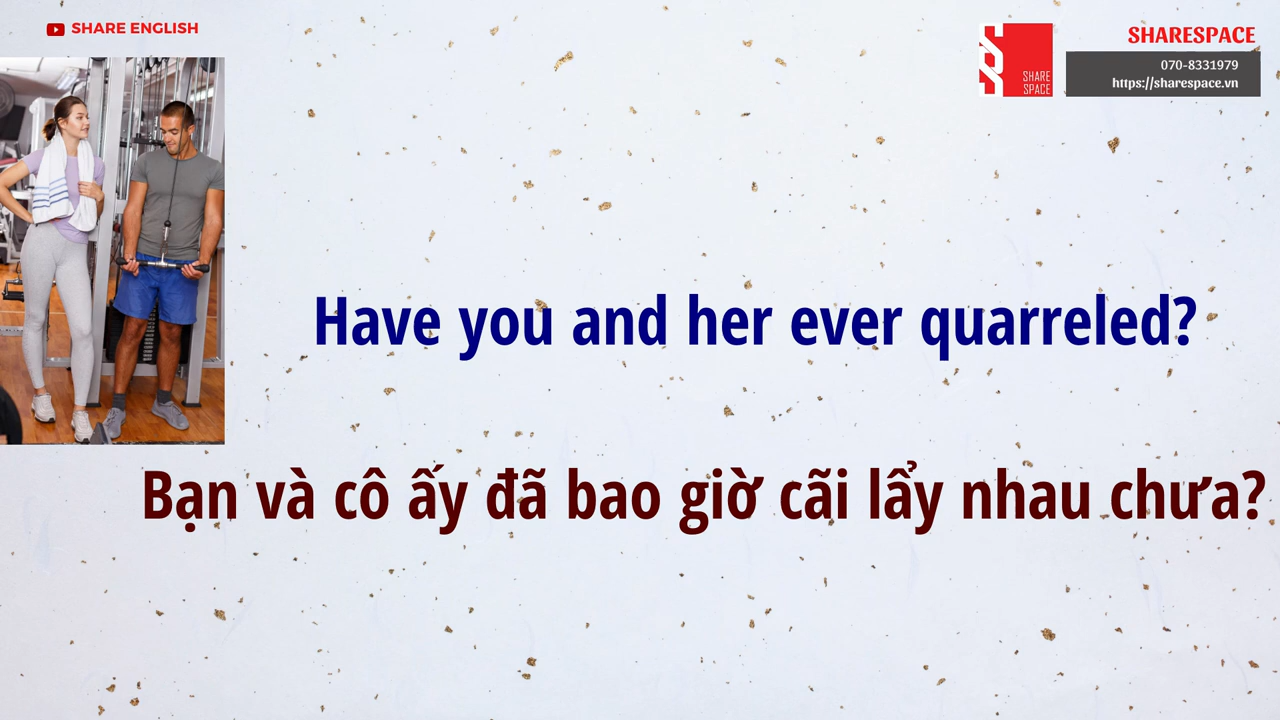 SHARE ENGLISH
SHARESPACE
070-8331979
https://sharespace.vn
SHARE
SPACE
Have you and her ever quarreled?
Bạn và cô ấy đã bao giờ cãi lẩy nhau chưa?